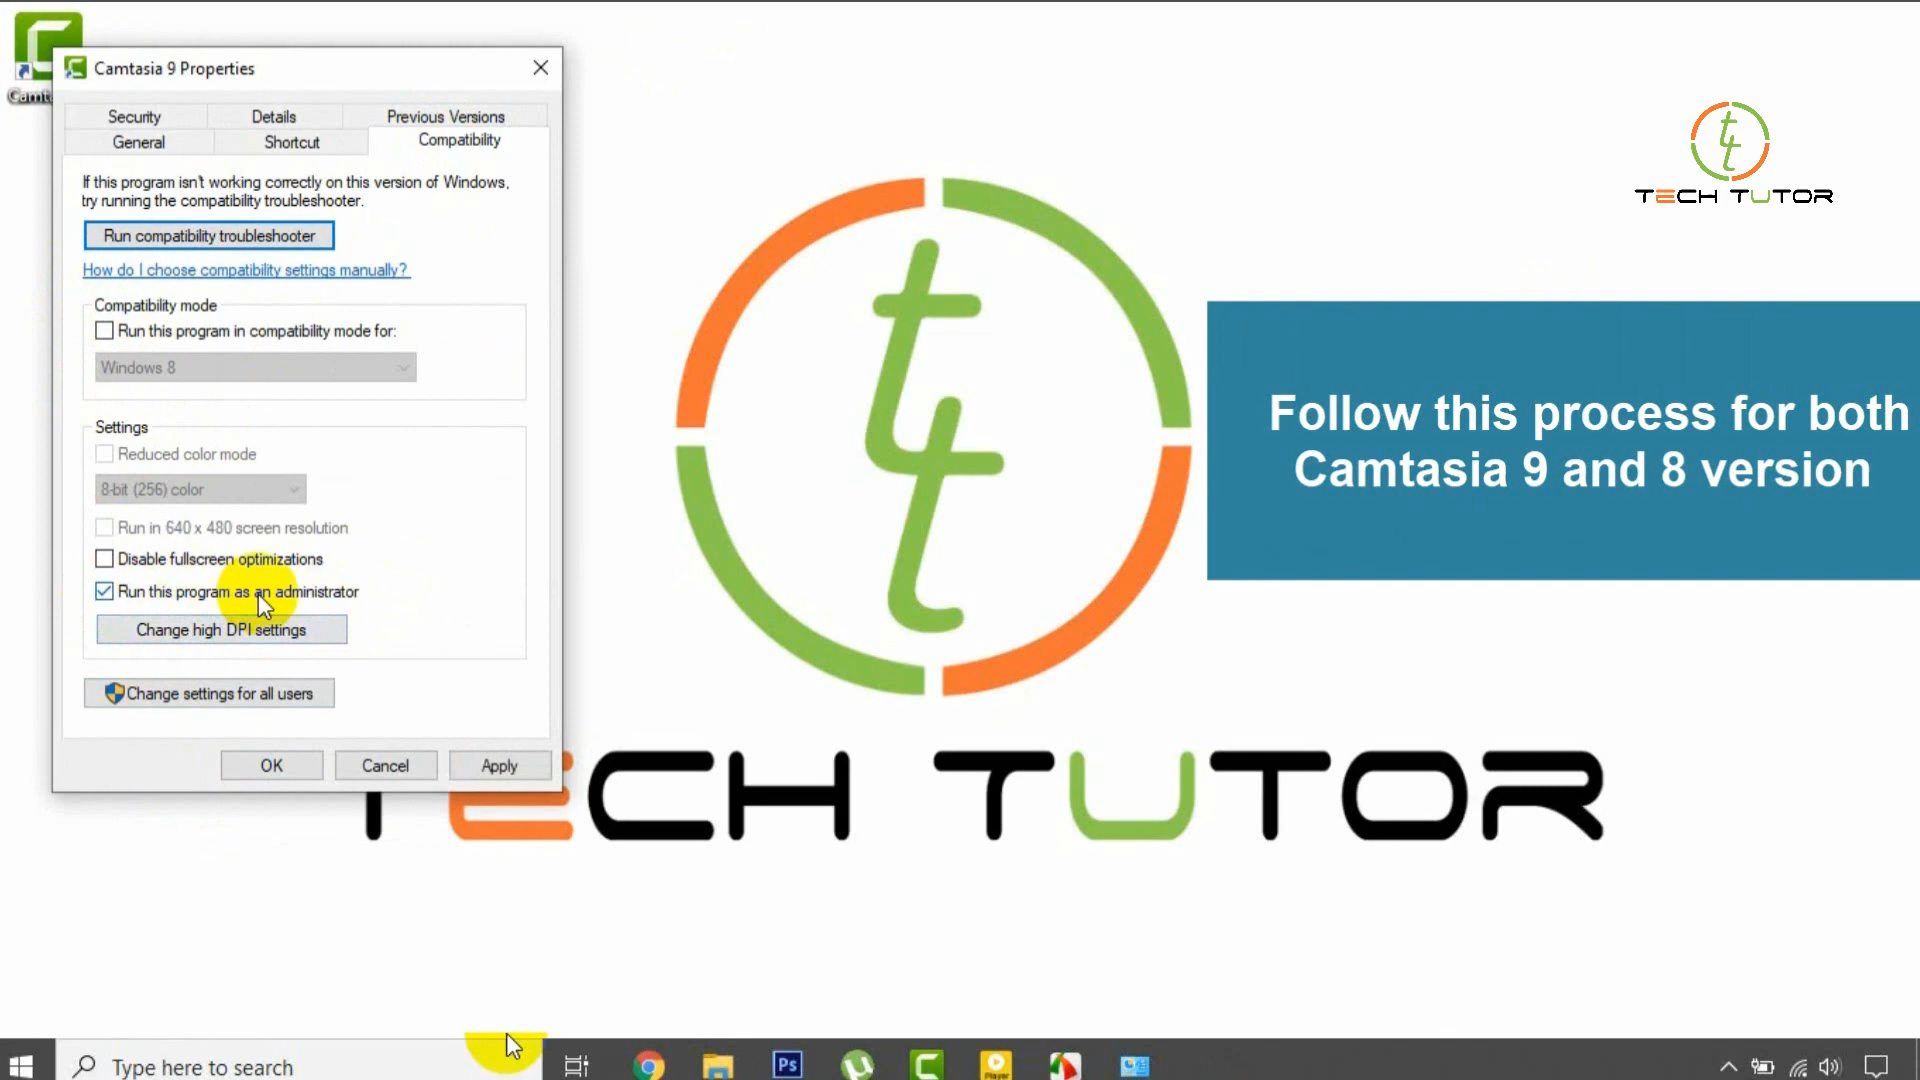 Camt
Camtasia 9 Properties
Security
Details
Previous Versions
General
Shortcut
Compatibility
If this program isn't working correctly on this version of Windows,
try running the compatibility troubleshooter.
Run compatibility troubleshooter
How do I choose compatibility settings manually?
Compatibility mode
Run this program in compatibility mode for:
Windows 8
Settings
Reduced color mode
8-bit (256) color
Run in 640 x 480 screen resolution
Disable fullscreen optimizations
Run this program as an administrator
Change high DPI settings
Change settings for all users
OK
Cancel
Apply
tt
TECH TUTOR
Follow this process for both
Camtasia 9 and 8 version
tt
TECH TUTOR
Type here to search
Ps
Player